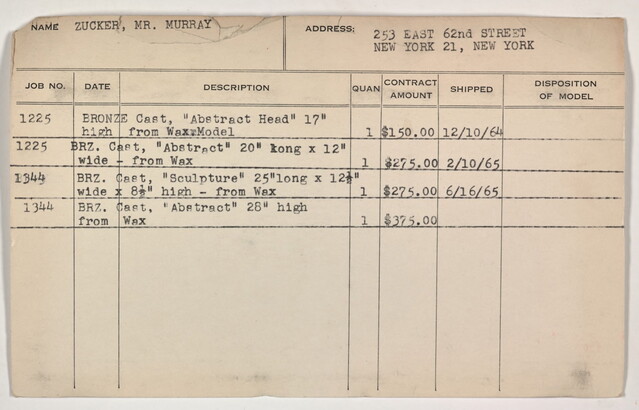 NAME ZUCKER, MR. MURRAY ADDRESS: 253 EAST 62nd STREET
NEW YORK 21, NEW YORK
JOB NO. DATE DESCRIPTION QUAN CONTRACT AMOUNT SHIPPED DISPOSITION OF MODEL
1225 BRONZE Cast, "Abstract Head" 17"
high from Wax Model 1 $150.00 12/10/64
1225 BRZ. Cast, "Abstract" 20" long x 12"
wide - from Wax 1 $275.00 2/10/65
1344 BRZ. Cast, "Sculpture" 25"long x 12½"
wide x 8½" high - from Wax 1 $275.00 6/16/65
1344 BRZ. Cast, "Abstract" 28" high
from Wax 1 $375.00